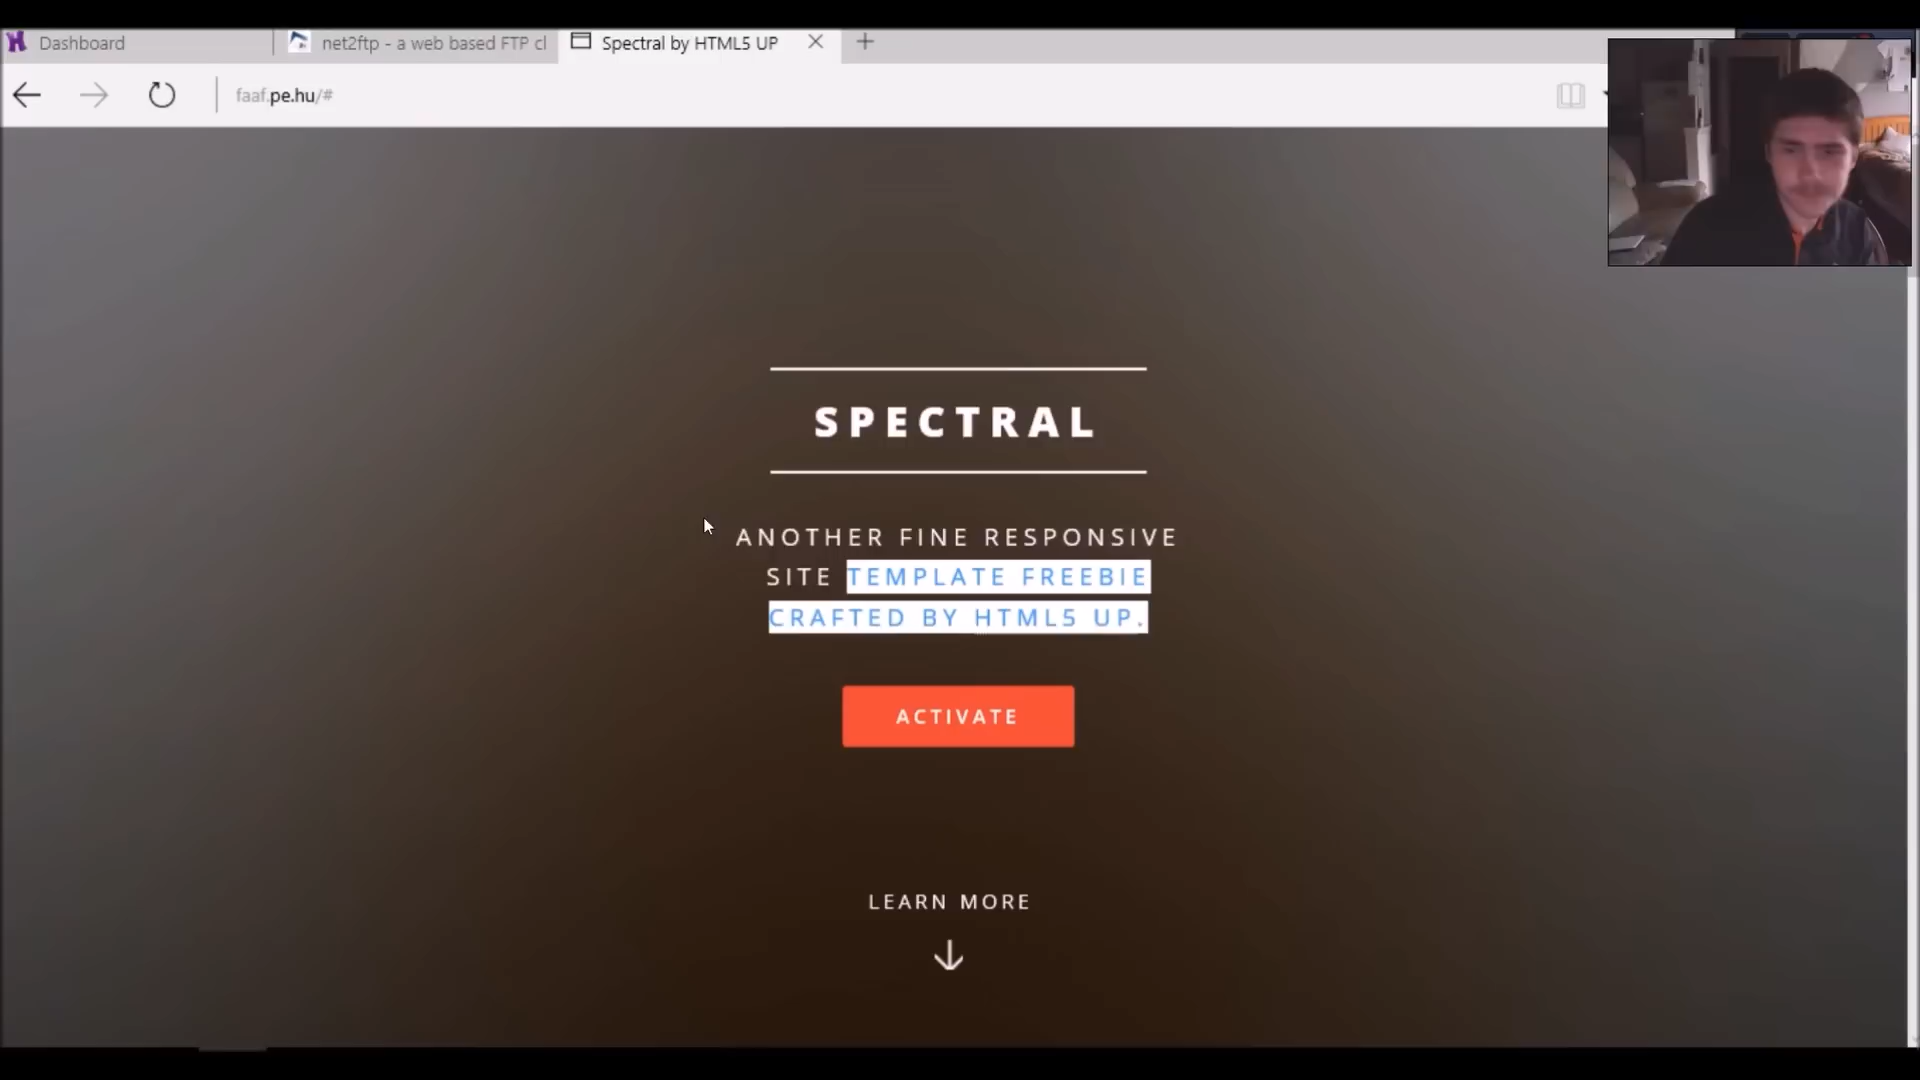 Dashboard
net2ftp - a web based FTP cl
Spectral by HTML5 UP
faaf.pe.hu/#
SPECTRAL
ANOTHER FINE RESPONSIVE
SITE TEMPLATE FREEBIE
CRAFTED BY HTML5 UP.
ACTIVATE
LEARN MORE